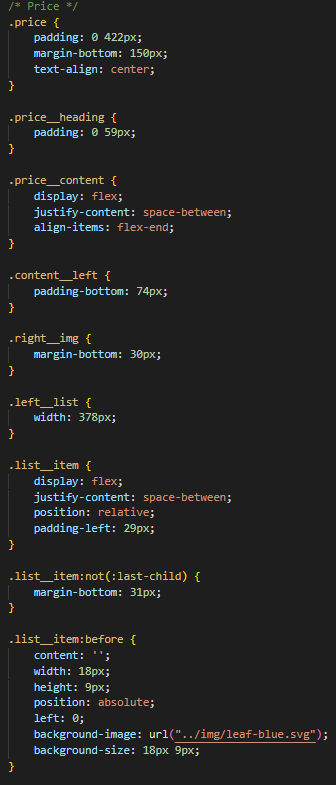 /* Price */
.price {
    padding: 0 422px;
    margin-bottom: 150px;
    text-align: center;
}

.price__heading {
    padding: 0 59px;
}

.price__content {
    display: flex;
    justify-content: space-between;
    align-items: flex-end;
}

.content__left {
    padding-bottom: 74px;
}

.right__img {
    margin-bottom: 30px;
}

.left__list {
    width: 378px;
}

.list__item {
    display: flex;
    justify-content: space-between;
    position: relative;
    padding-left: 29px;
}

.list__item:not(:last-child) {
    margin-bottom: 31px;
}

.list__item:before {
    content: '';
    width: 18px;
    height: 9px;
    position: absolute;
    left: 0;
    background-image: url("../img/leaf-blue.svg");
    background-size: 18px 9px;
}